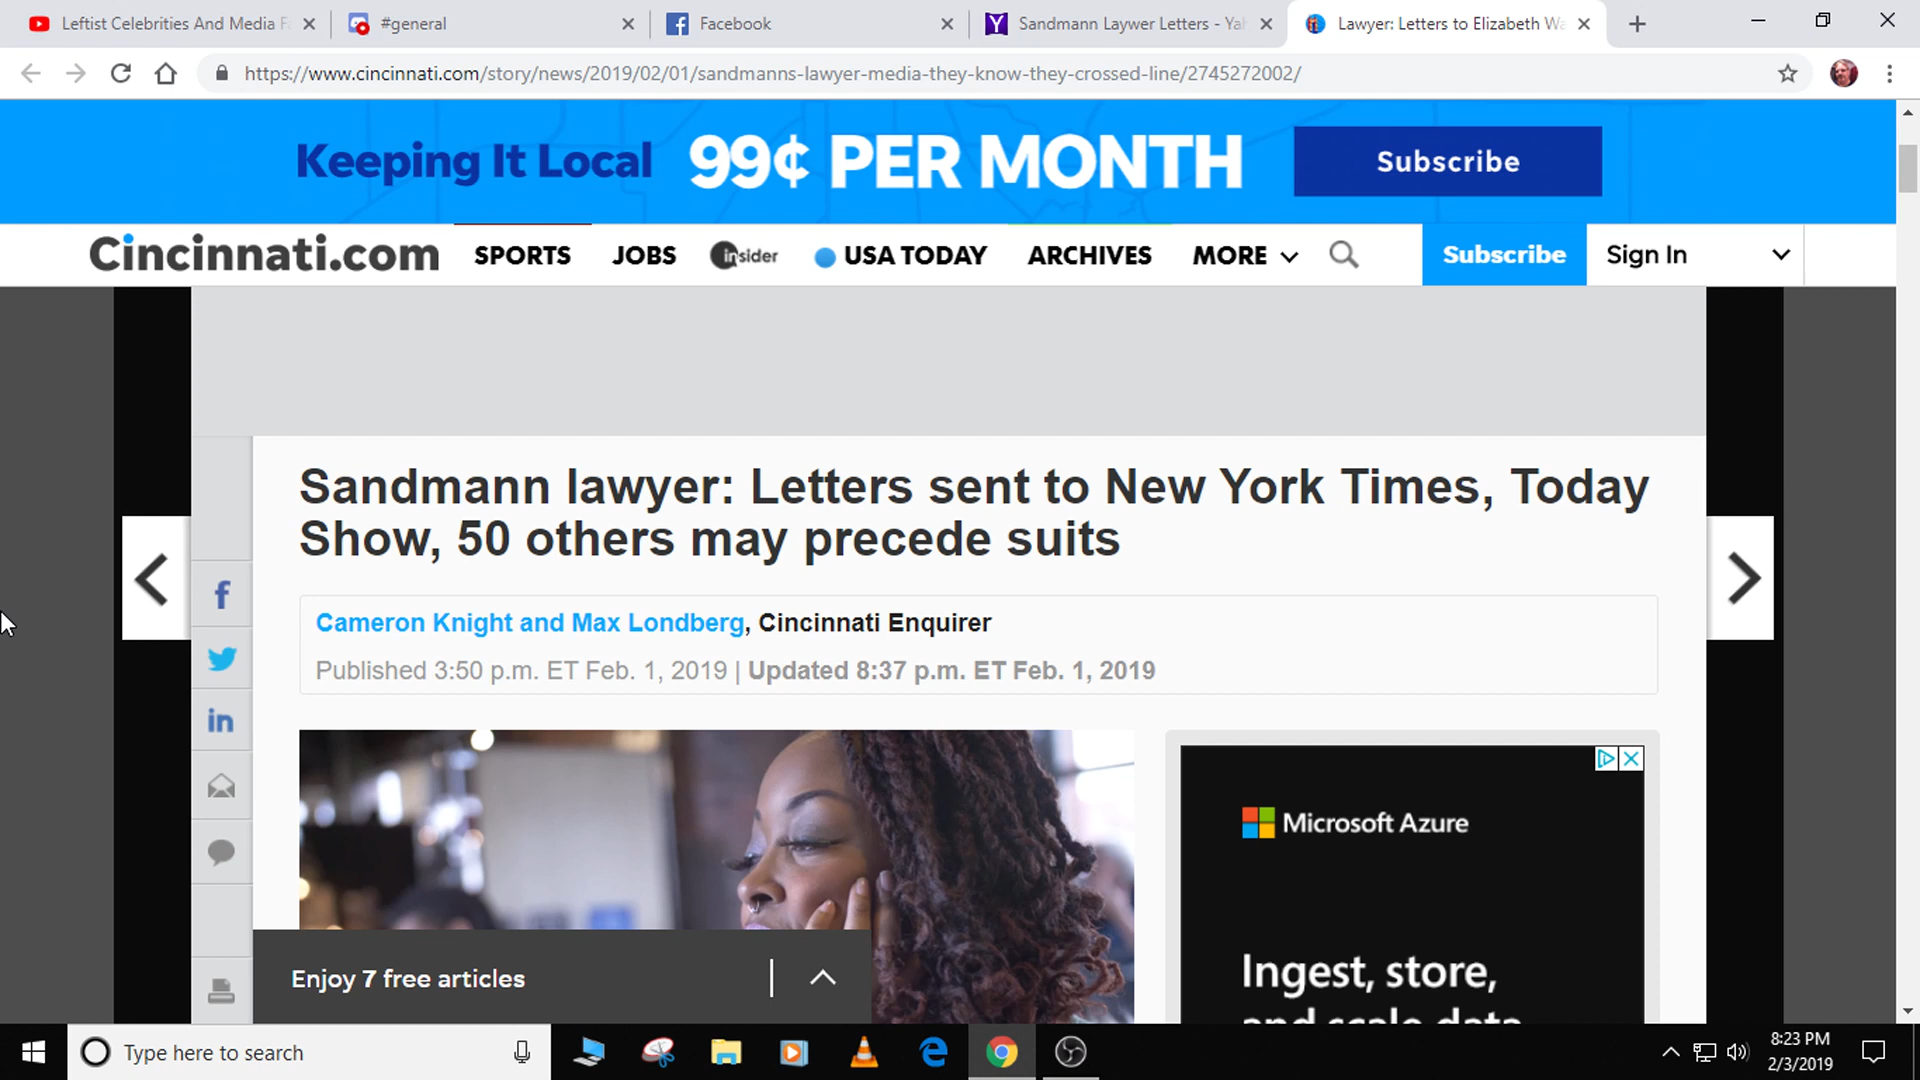 Leftist Celebrities And Media F
#general
Facebook
Sandmann Laywer Letters - Yah
Lawyer: Letters to Elizabeth Wa
https://www.cincinnati.com/story/news/2019/02/01/sandmanns-lawyer-media-they-know-they-crossed-line/2745272002/
Keeping It Local 99¢ PER MONTH Subscribe
Cincinnati.com SPORTS JOBS insider USA TODAY ARCHIVES MORE Subscribe Sign In
Sandmann lawyer: Letters sent to New York Times, Today
Show, 50 others may precede suits
Cameron Knight and Max Londberg, Cincinnati Enquirer
Published 3:50 p.m. ET Feb. 1, 2019 | Updated 8:37 p.m. ET Feb. 1, 2019
Microsoft Azure
Ingest, store,
and scale data
Enjoy 7 free articles
Type here to search
8:23 PM
2/3/2019